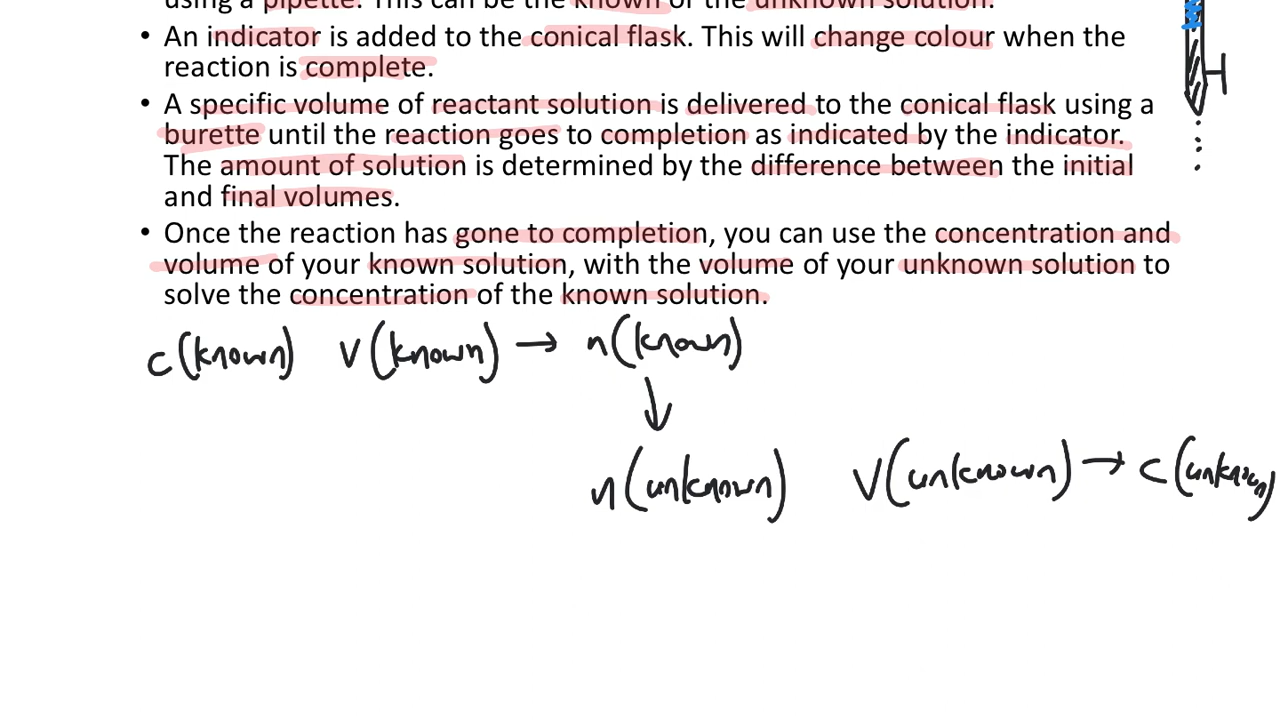 using a pipette. This can be the known or the unknown solution.
• An indicator is added to the conical flask. This will change colour when the
reaction is complete.
• A specific volume of reactant solution is delivered to the conical flask using a
burette until the reaction goes to completion as indicated by the indicator.
The amount of solution is determined by the difference between the initial
and final volumes.
• Once the reaction has gone to completion, you can use the concentration and
volume of your known solution, with the volume of your unknown solution to
solve the concentration of the known solution.
c(known) V(known) → n(known)
↓
n(unknown) V(unknown) → c(unknown)